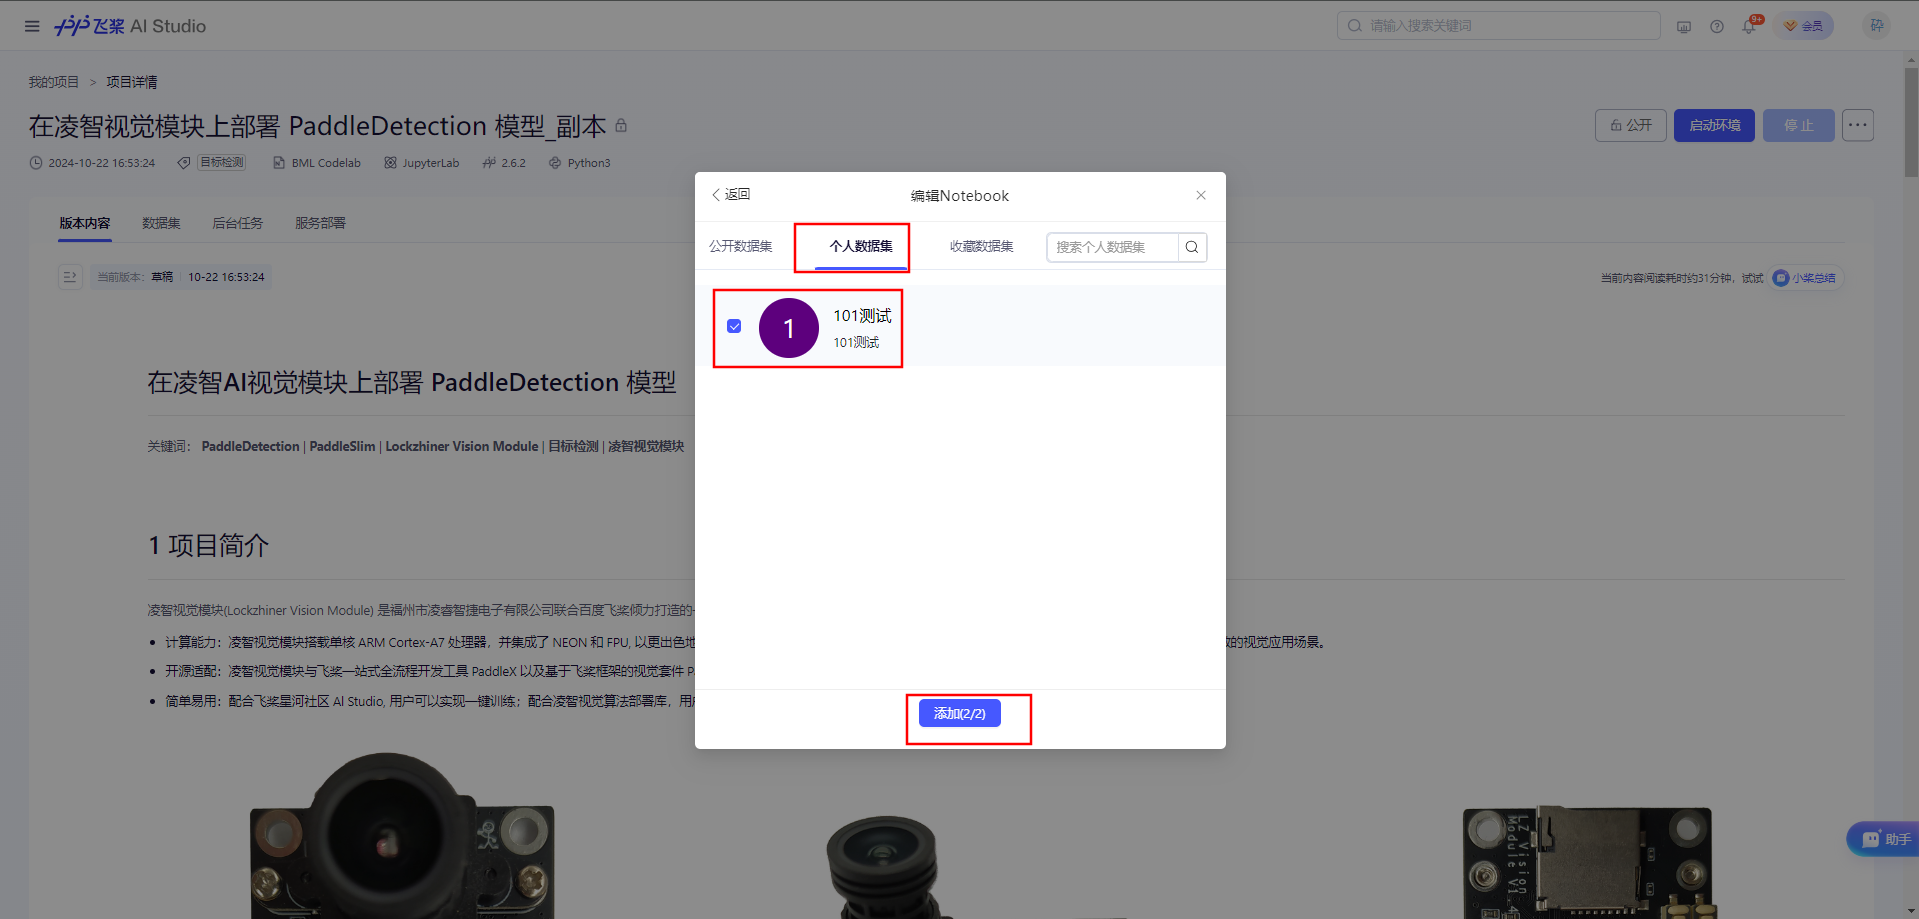 飞桨 AI Studio
请输入搜索关键词
9+
会员
砕
我的项目 > 项目详情
在凌智视觉模块上部署 PaddleDetection 模型_副本
公开
启动环境
停止
2024-10-22 16:53:24
目标检测
BML Codelab
JupyterLab
2.6.2
Python3
返回
编辑Notebook
版本内容
数据集
后台任务
服务部署
公开数据集
个人数据集
收藏数据集
搜索个人数据集
当前版本: 草稿 10-22 16:53:24
当前内容阅读耗时约31分钟，试试
小桨总结
1
101测试
101测试
在凌智AI视觉模块上部署 PaddleDetection 模型
关键词： PaddleDetection | PaddleSlim | Lockzhiner Vision Module | 目标检测 | 凌智视觉模块
1 项目简介
凌智视觉模块(Lockzhiner Vision Module) 是福州市凌睿智捷电子有限公司联合百度飞桨倾力打造的一
计算能力：凌智视觉模块搭载单核 ARM Cortex-A7 处理器，并集成了 NEON 和 FPU, 以更出色地
的视觉应用场景。
开源适配：凌智视觉模块与飞桨一站式全流程开发工具 PaddleX 以及基于飞桨框架的视觉套件 P
简单易用：配合飞桨星河社区 AI Studio, 用户可以实现一键训练；配合凌智视觉算法部署库，用户
添加(2/2)
LZ Vision
Module V1.4
助手